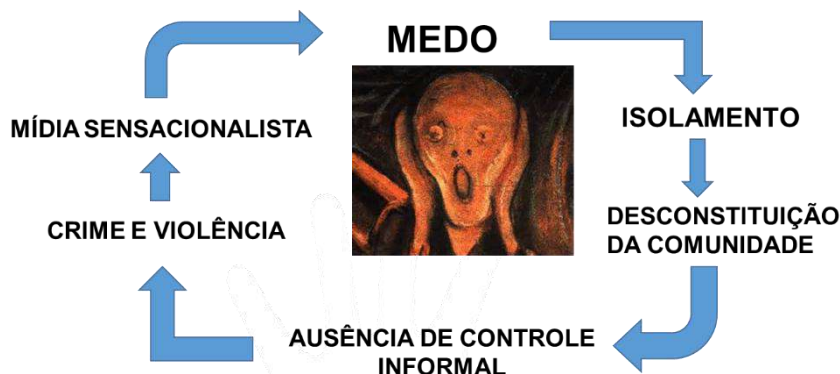 MEDO
ISOLAMENTO
DESCONSTITUIÇÃO
DA COMUNIDADE
AUSÊNCIA DE CONTROLE
INFORMAL
CRIME E VIOLÊNCIA
MÍDIA SENSACIONALISTA